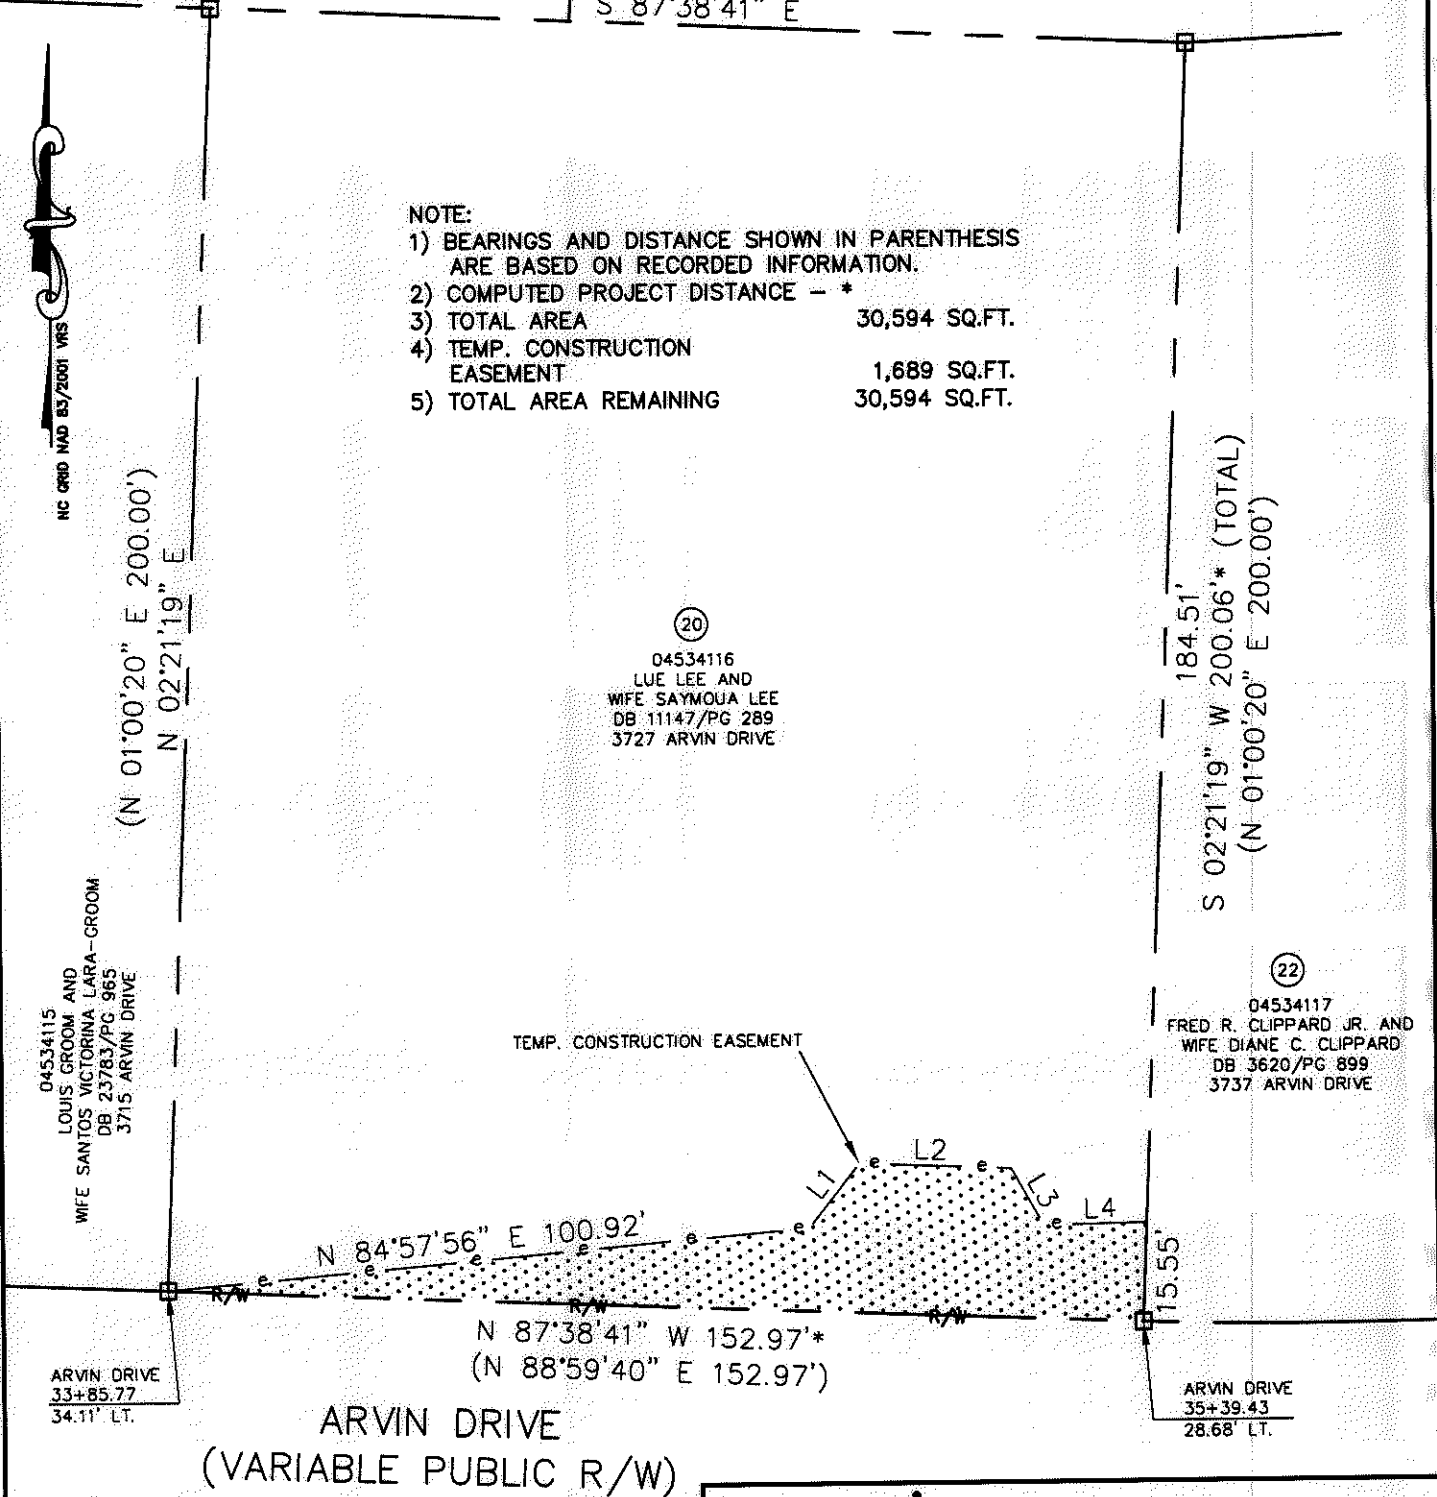 S 87°38'41" E
NOTE:
1) BEARINGS AND DISTANCE SHOWN IN PARENTHESIS
ARE BASED ON RECORDED INFORMATION.
2) COMPUTED PROJECT DISTANCE – *
3) TOTAL AREA 30,594 SQ.FT.
4) TEMP. CONSTRUCTION
EASEMENT 1,689 SQ.FT.
5) TOTAL AREA REMAINING 30,594 SQ.FT.
NC GRID NAD 83/2001 VRS
(N 01°00'20" E 200.00')
N 02°21'19" E
184.51'
S 02°21'19" W 200.06'* (TOTAL)
(N 01°00'20" E 200.00')
20
04534116
LUE LEE AND
WIFE SAYMOUA LEE
DB 11147/PG 289
3727 ARVIN DRIVE
04534115
LOUIS GROOM AND
WIFE SANTOS VICTORINA LARA-GROOM
DB 23783/PG 965
3715 ARVIN DRIVE
22
04534117
FRED R. CLIPPARD JR. AND
WIFE DIANE C. CLIPPARD
DB 3620/PG 899
3737 ARVIN DRIVE
TEMP. CONSTRUCTION EASEMENT
L1
e L2 e
L3
e L4
N 84°57'56" E 100.92'
e e e e e e
15.55'
R/W R/W R/W
N 87°38'41" W 152.97'*
(N 88°59'40" E 152.97')
ARVIN DRIVE
33+85.77
34.11' LT.
ARVIN DRIVE
35+39.43
28.68' LT.
ARVIN DRIVE
(VARIABLE PUBLIC R/W)